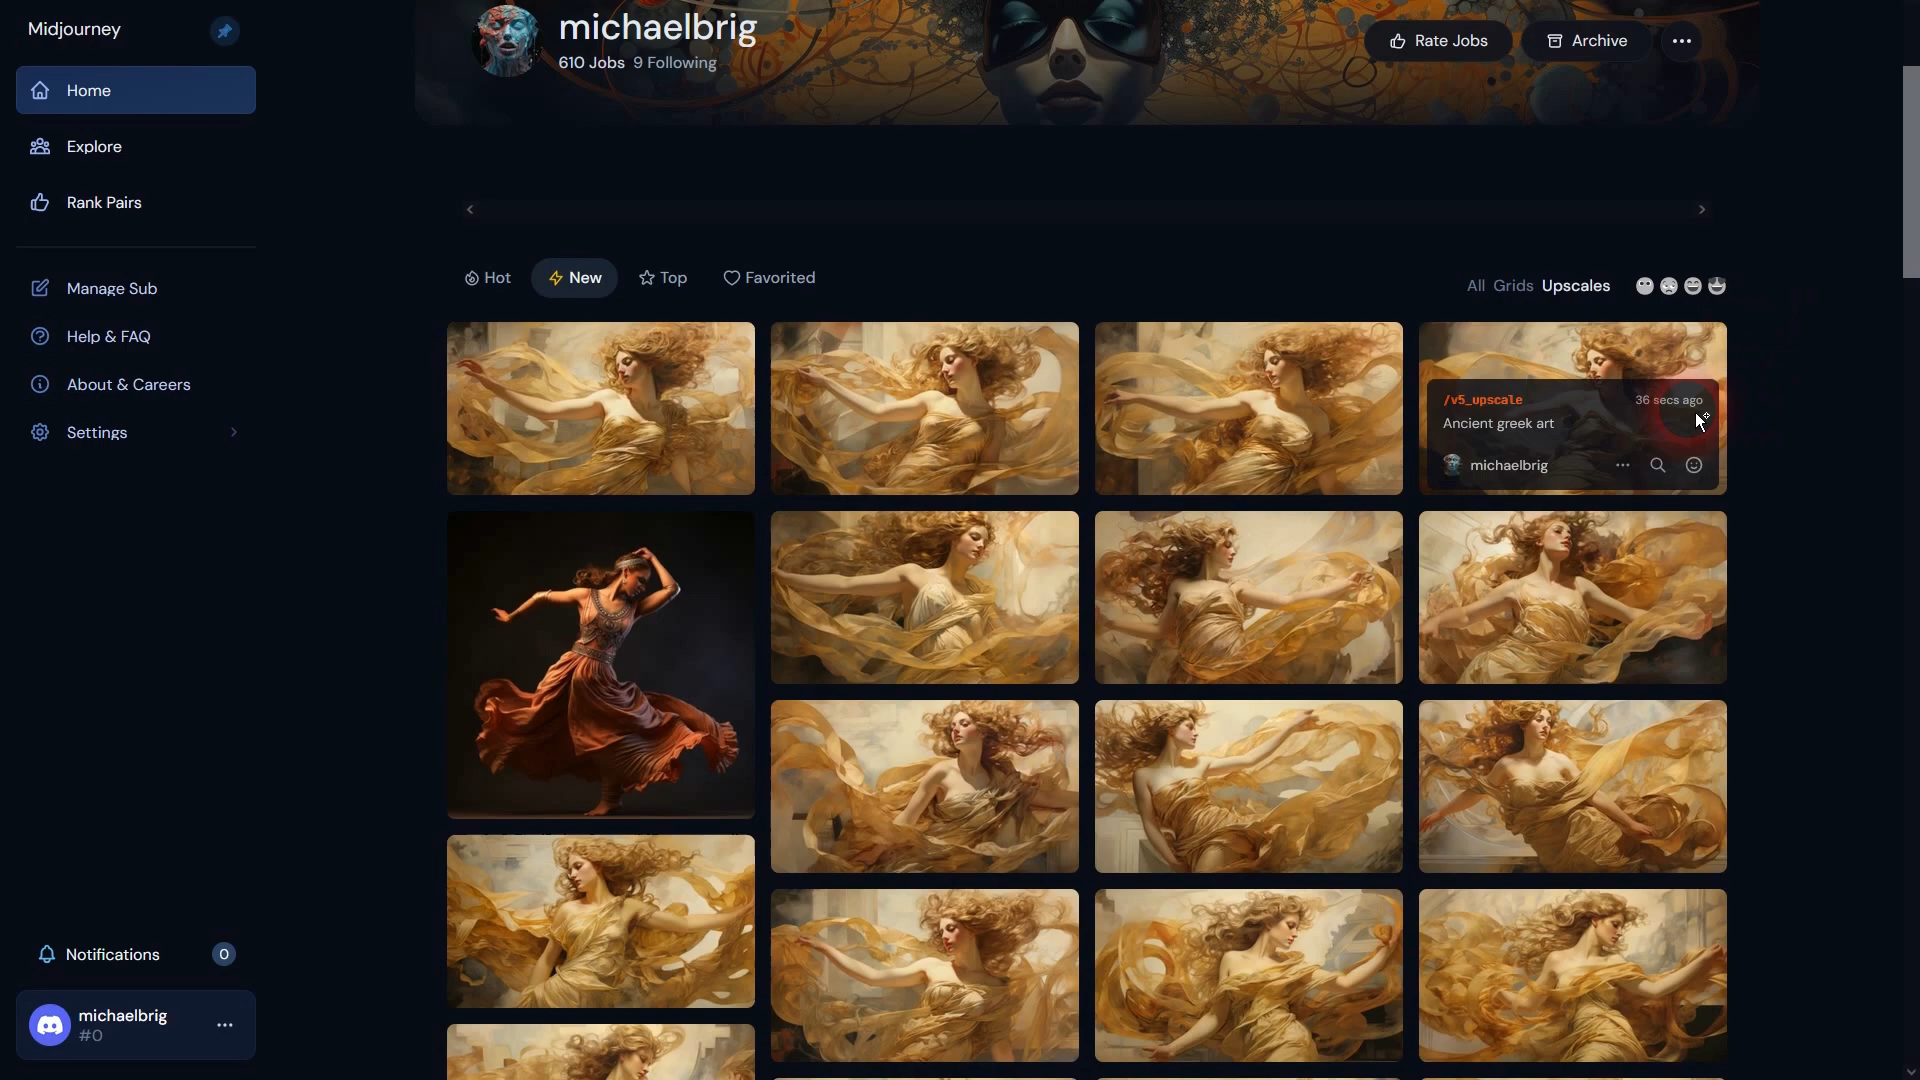 Midjourney
Home
Explore
Rank Pairs
Manage Sub
Help & FAQ
About & Careers
Settings
Notifications 0
michaelbrig
#0
michaelbrig
610 Jobs 9 Following
Rate Jobs
Archive
Hot
New
Top
Favorited
All Grids Upscales
/v5_upscale 36 secs ago
Ancient greek art
michaelbrig